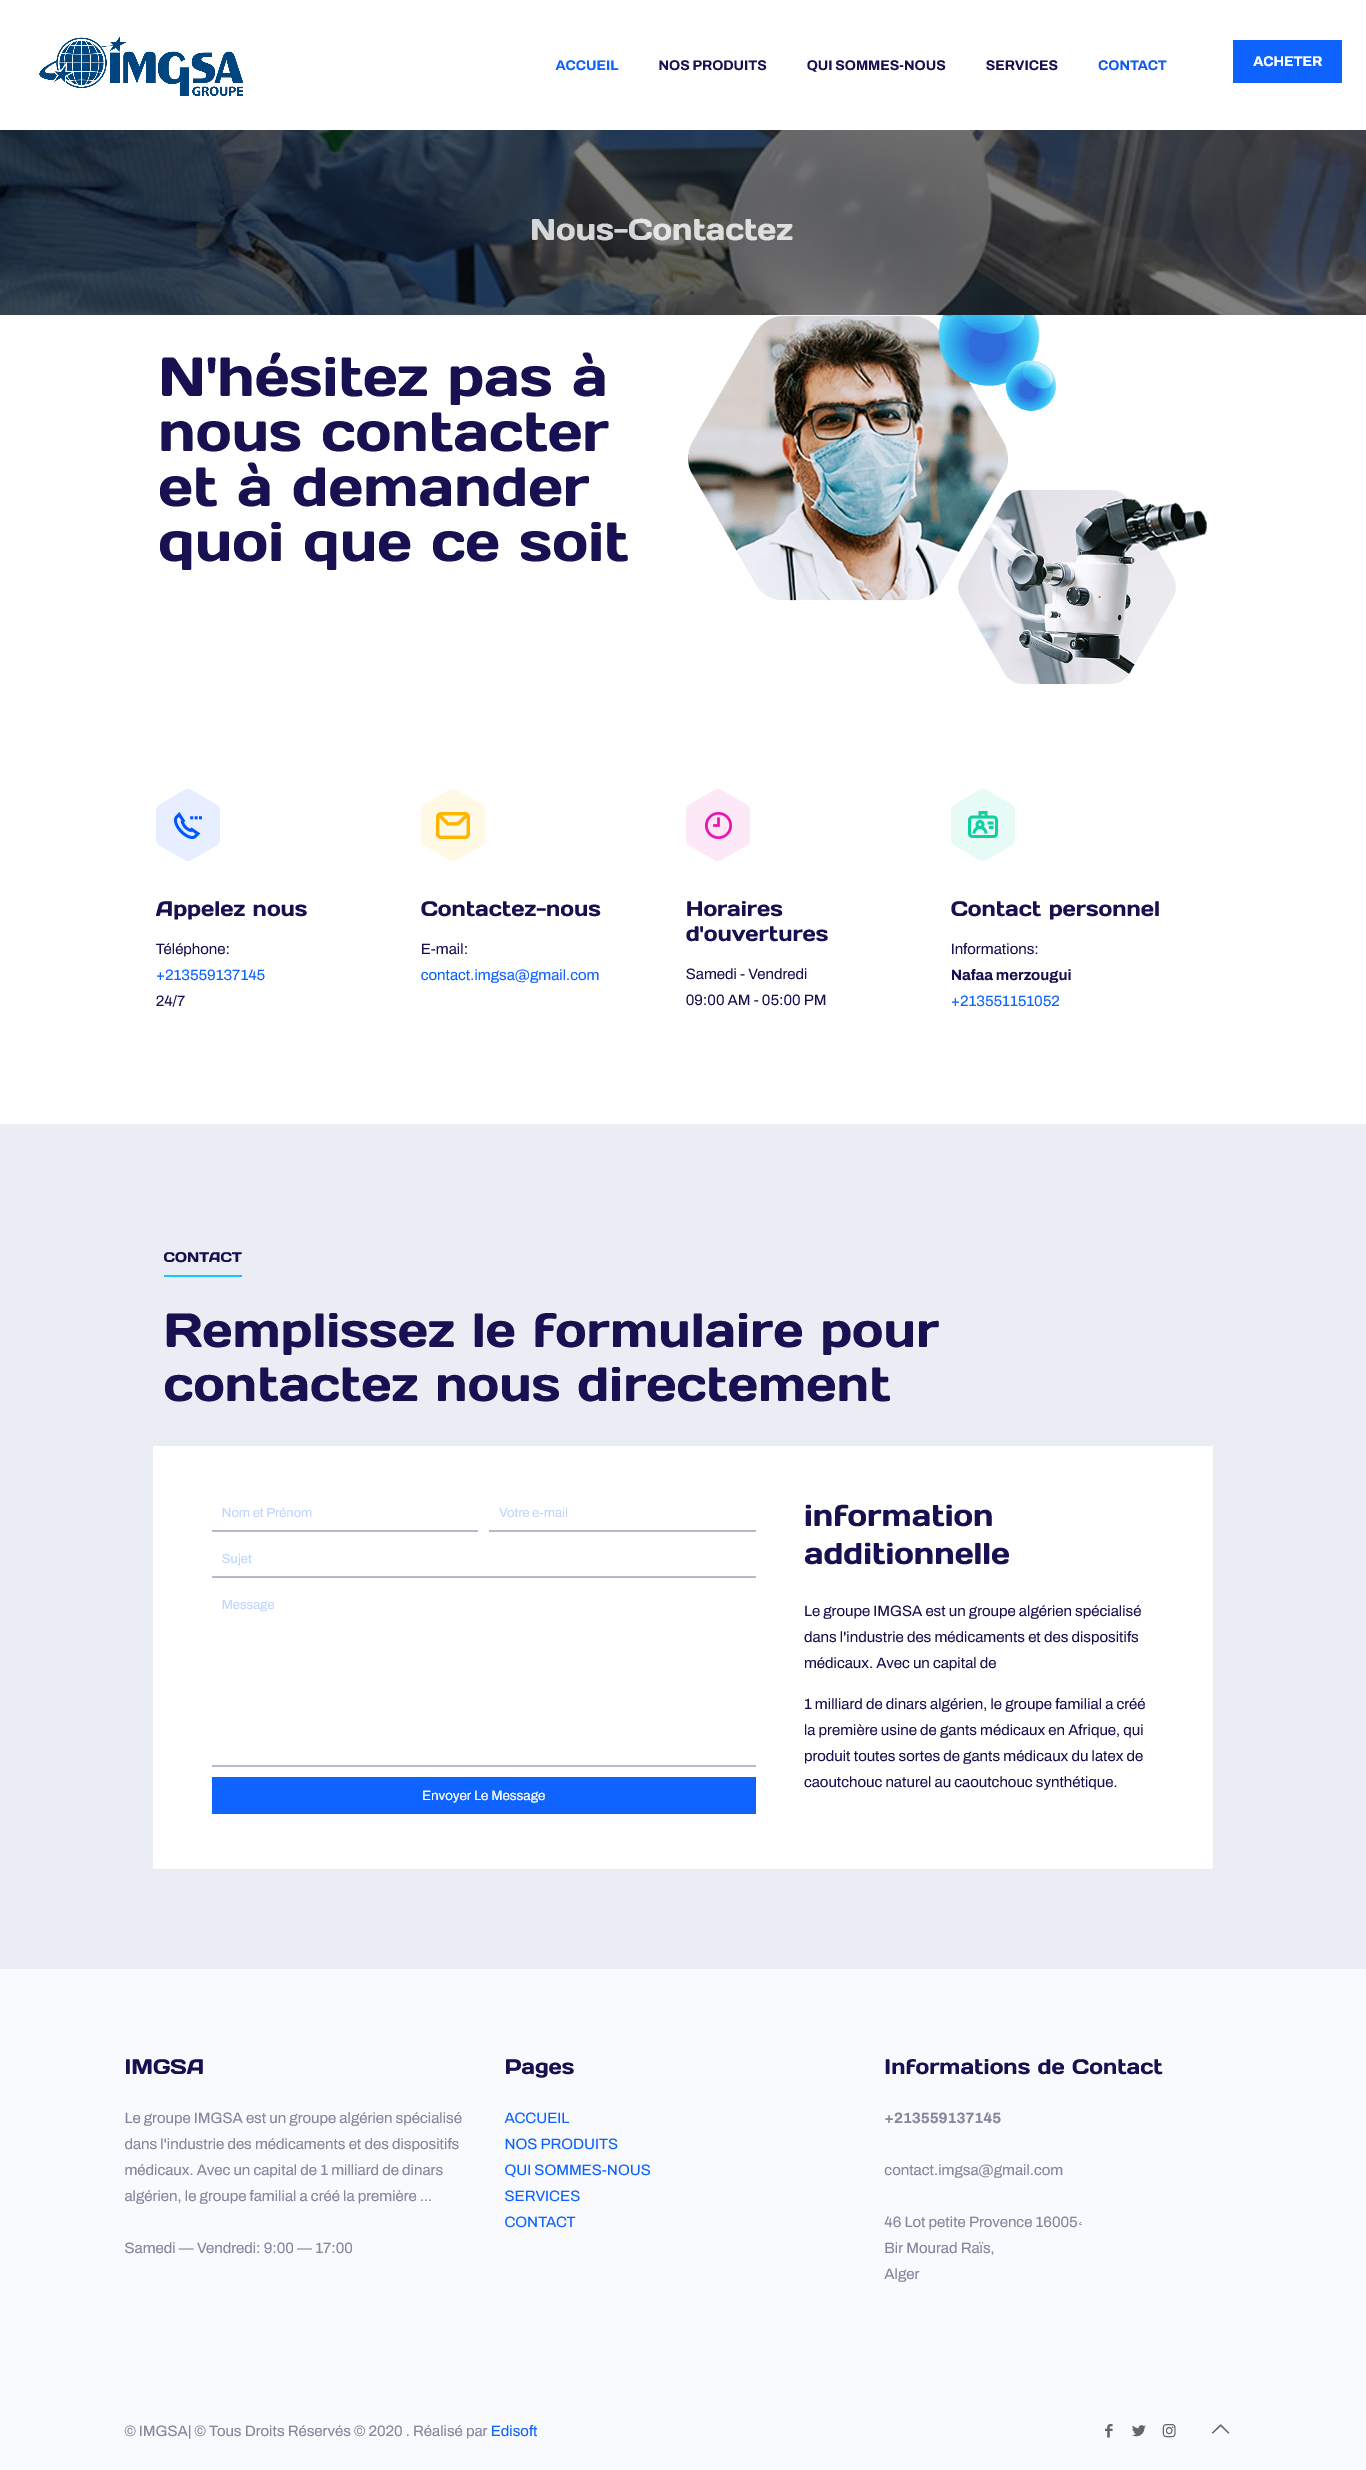 IMGSA
GROUPE
ACCUEIL
NOS PRODUITS
QUI SOMMES-NOUS
SERVICES
CONTACT
ACHETER
Nous-Contactez
N'hésitez pas à
nous contacter
et à demander
quoi que ce soit
Appelez nous
Téléphone:
+213559137145
24/7
Contactez-nous
E-mail:
contact.imgsa@gmail.com
Horaires
d'ouvertures
Samedi - Vendredi
09:00 AM - 05:00 PM
Contact personnel
Informations:
Nafaa merzougui
+213551151052
CONTACT
Remplissez le formulaire pour
contactez nous directement
Nom et Prénom
Votre e-mail
Sujet
Message
Envoyer Le Message
information
additionnelle
Le groupe IMGSA est un groupe algérien spécialisé
dans l'industrie des médicaments et des dispositifs
médicaux. Avec un capital de
1 milliard de dinars algérien, le groupe familial a créé
la première usine de gants médicaux en Afrique, qui
produit toutes sortes de gants médicaux du latex de
caoutchouc naturel au caoutchouc synthétique.
IMGSA
Le groupe IMGSA est un groupe algérien spécialisé
dans l'industrie des médicaments et des dispositifs
médicaux. Avec un capital de 1 milliard de dinars
algérien, le groupe familial a créé la première ...
Samedi — Vendredi: 9:00 — 17:00
Pages
ACCUEIL
NOS PRODUITS
QUI SOMMES-NOUS
SERVICES
CONTACT
Informations de Contact
+213559137145
contact.imgsa@gmail.com
46 Lot petite Provence 16005،
Bir Mourad Raïs,
Alger
© IMGSA| © Tous Droits Réservés © 2020 . Réalisé par Edisoft